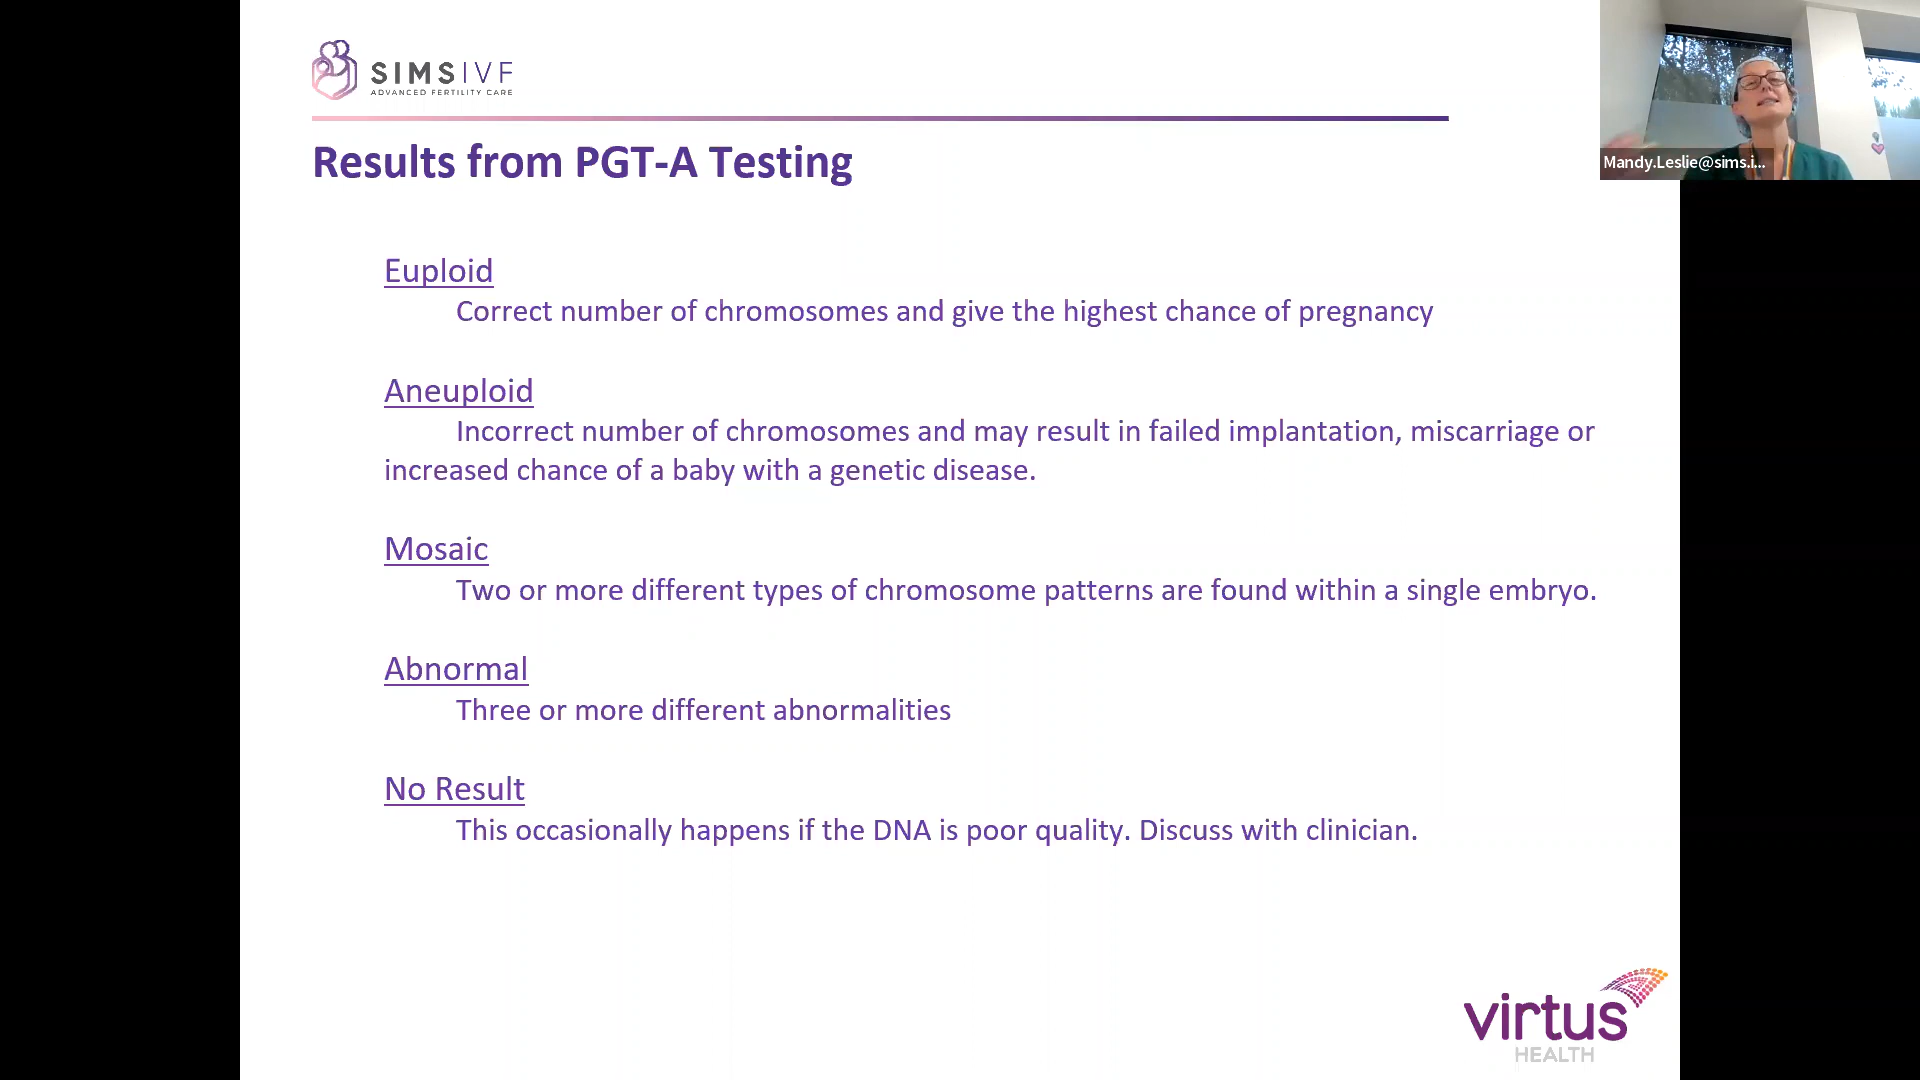 SIMSIVF
ADVANCED FERTILITY CARE
Mandy.Leslie@sims.i...
Results from PGT-A Testing
Euploid
Correct number of chromosomes and give the highest chance of pregnancy
Aneuploid
Incorrect number of chromosomes and may result in failed implantation, miscarriage or
increased chance of a baby with a genetic disease.
Mosaic
Two or more different types of chromosome patterns are found within a single embryo.
Abnormal
Three or more different abnormalities
No Result
This occasionally happens if the DNA is poor quality. Discuss with clinician.
virtus
HEALTH